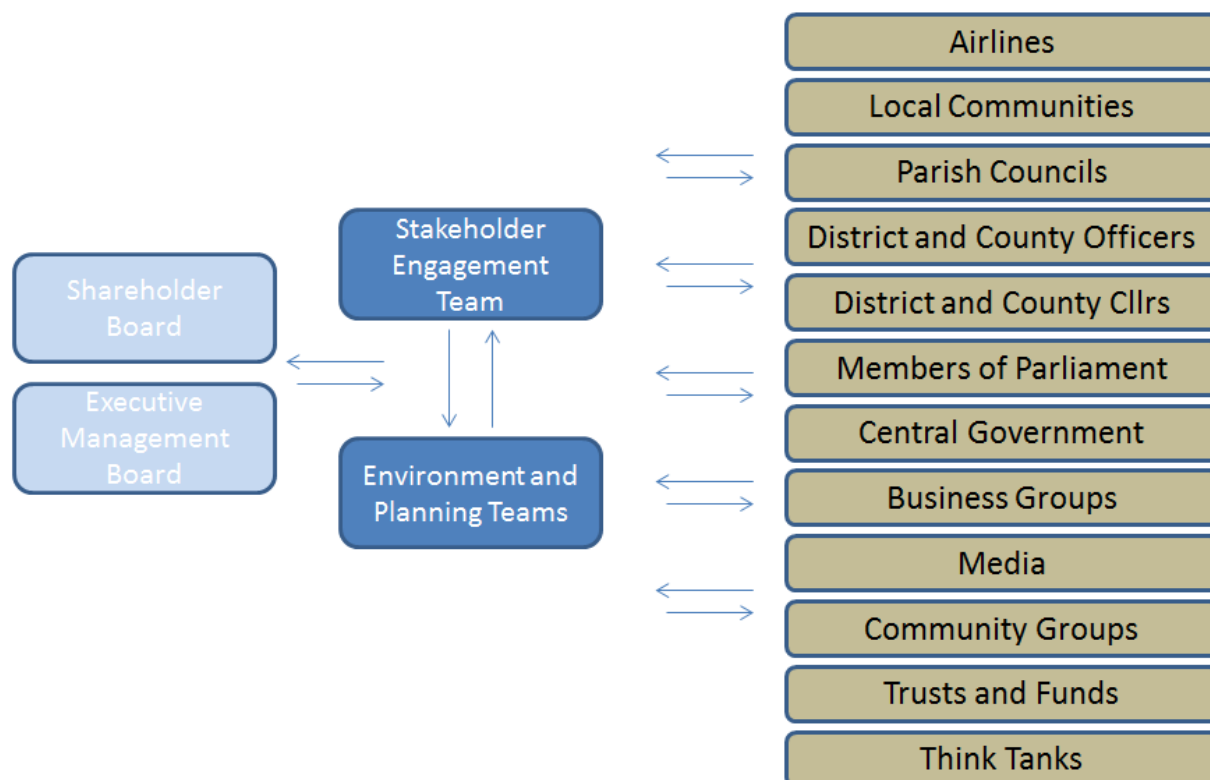 Shareholder
Board
Executive
Management
Board
Stakeholder
Engagement
Team
Environment and
Planning Teams
Airlines
Local Communities
Parish Councils
District and County Officers
District and County Cllrs
Members of Parliament
Central Government
Business Groups
Media
Community Groups
Trusts and Funds
Think Tanks